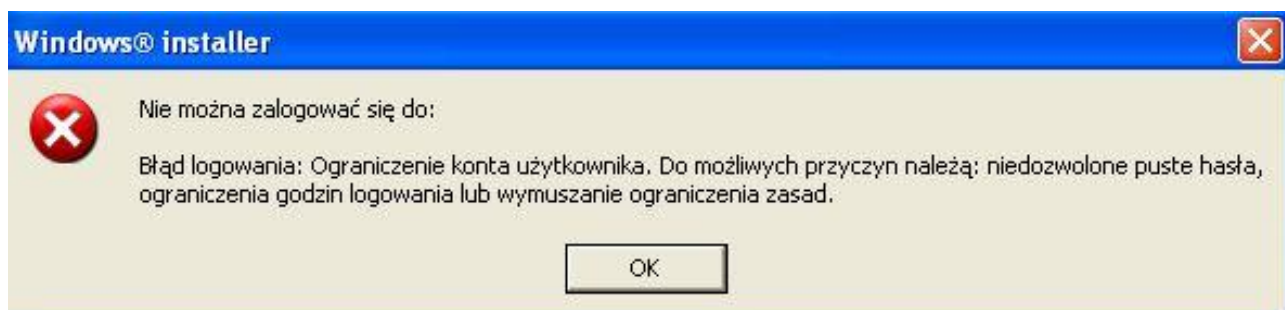 Windows® installer
Nie można zalogować się do:
Błąd logowania: Ograniczenie konta użytkownika. Do możliwych przyczyn należą: niedozwolone puste hasła,
ograniczenia godzin logowania lub wymuszanie ograniczenia zasad.
OK